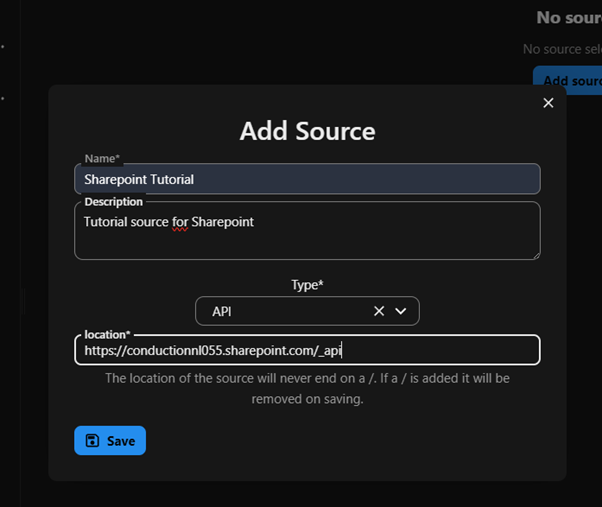 No sour
No source sele
Add sourc
Add Source
Name*
Sharepoint Tutorial
Description
Tutorial source for Sharepoint
Type*
API
location*
https://conductionnl055.sharepoint.com/_api
The location of the source will never end on a /. If a / is added it will be
removed on saving.
Save